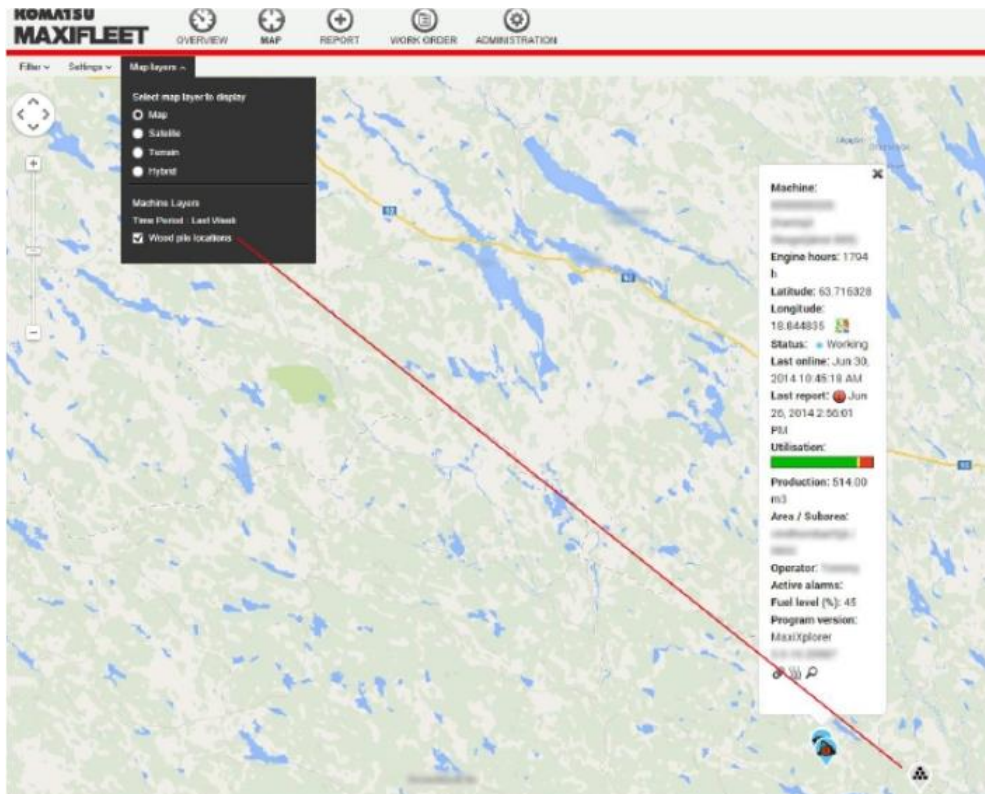 KOMATSU
MAXIFLEET
OVERVIEW
MAP
REPORT
WORK ORDER
ADMINISTRATION
Filter
Settings
Map layers
Select map layer to display
Map
Satellite
Terrain
Hybrid
Machine Layers
Time Period : Last Week
Wood pile locations
92
92
Machine:
Engine hours: 1794
h
Latitude: 63.716328
Longitude:
18.844835
Status: Working
Last online: Jun 30,
2014 10:45:18 AM
Last report: Jun
26, 2014 2:56:01
PM
Utilisation:
Production: 514.00
m3
Area / Subarea:
Operator:
Active alarms:
Fuel level (%): 45
Program version:
MaxiXplorer